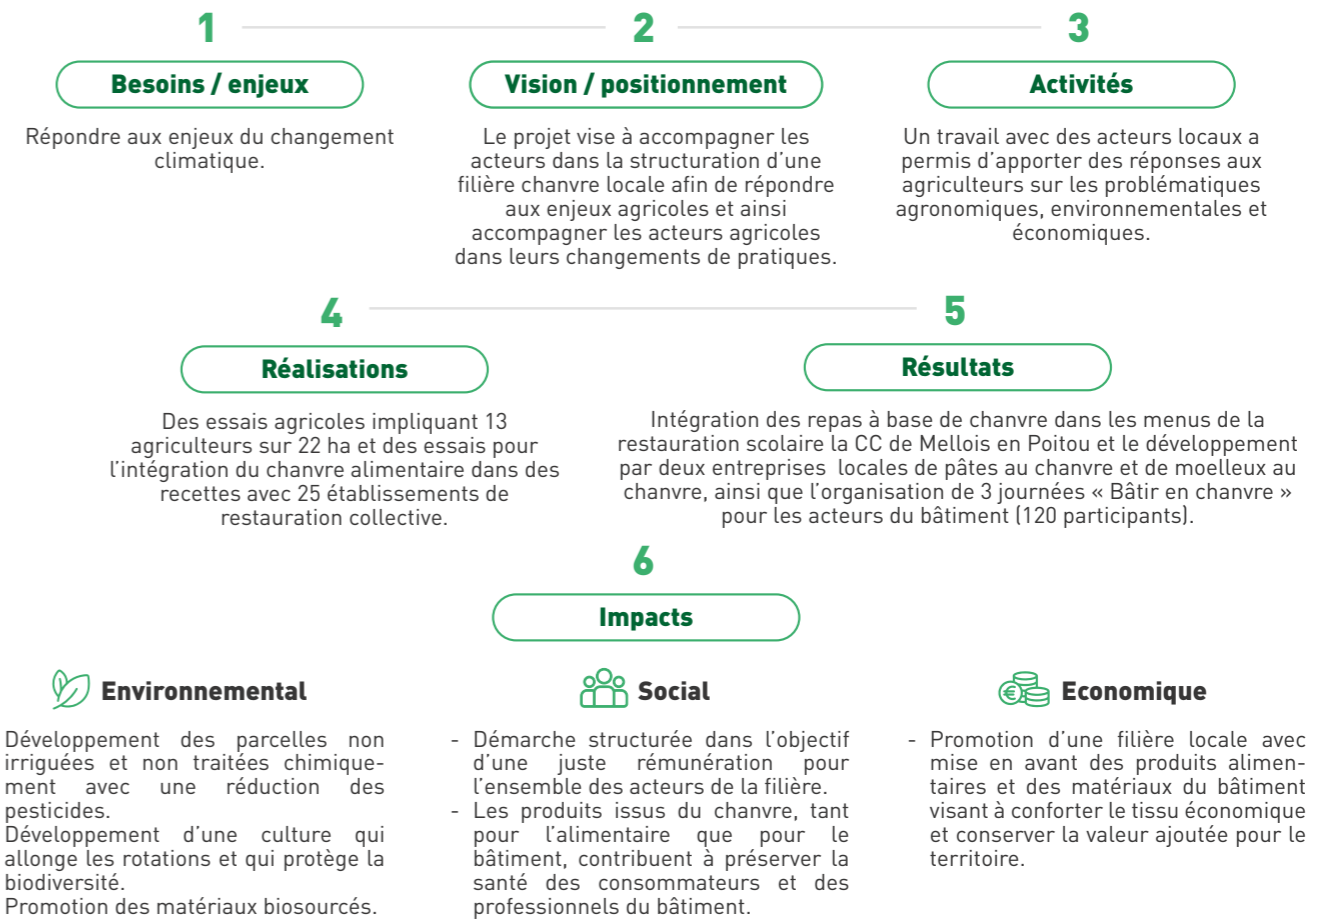 1
Besoins / enjeux
Répondre aux enjeux du changement
climatique.
2
Vision / positionnement
Le projet vise à accompagner les
acteurs dans la structuration d'une
filière chanvre locale afin de répondre
aux enjeux agricoles et ainsi
accompagner les acteurs agricoles
dans leurs changements de pratiques.
3
Activités
Un travail avec des acteurs locaux a
permis d'apporter des réponses aux
agriculteurs sur les problématiques
agronomiques, environnementales et
économiques.
4
Réalisations
Des essais agricoles impliquant 13
agriculteurs sur 22 ha et des essais pour
l'intégration du chanvre alimentaire dans des
recettes avec 25 établissements de
restauration collective.
5
Résultats
Intégration des repas à base de chanvre dans les menus de la
restauration scolaire la CC de Mellois en Poitou et le développement
par deux entreprises locales de pâtes au chanvre et de moelleux au
chanvre, ainsi que l'organisation de 3 journées « Bâtir en chanvre »
pour les acteurs du bâtiment (120 participants).
6
Impacts
Environnemental
Développement des parcelles non
irriguées et non traitées chimique-
ment avec une réduction des
pesticides.
Développement d'une culture qui
allonge les rotations et qui protège la
biodiversité.
Promotion des matériaux biosourcés.
Social
- Démarche structurée dans l'objectif
d'une juste rémunération pour
l'ensemble des acteurs de la filière.
- Les produits issus du chanvre, tant
pour l'alimentaire que pour le
bâtiment, contribuent à préserver la
santé des consommateurs et des
professionnels du bâtiment.
€
Economique
- Promotion d'une filière locale avec
mise en avant des produits alimen-
taires et des matériaux du bâtiment
visant à conforter le tissu économique
et conserver la valeur ajoutée pour le
territoire.